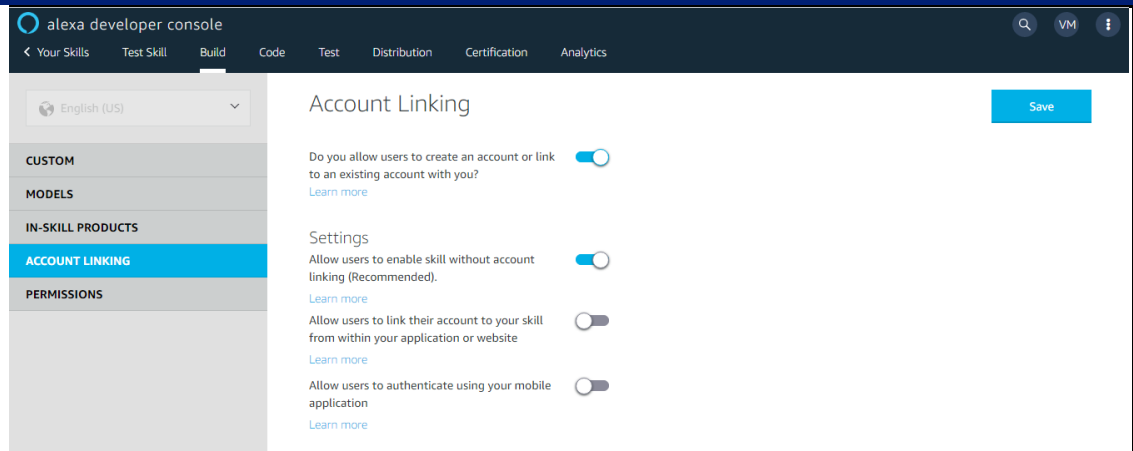 alexa developer console
VM
Your Skills Test Skill Build Code Test Distribution Certification Analytics
English (US)
CUSTOM
MODELS
IN-SKILL PRODUCTS
ACCOUNT LINKING
PERMISSIONS
Account Linking
Save
Do you allow users to create an account or link
to an existing account with you?
Learn more
Settings
Allow users to enable skill without account
linking (Recommended).
Learn more
Allow users to link their account to your skill
from within your application or website
Learn more
Allow users to authenticate using your mobile
application
Learn more